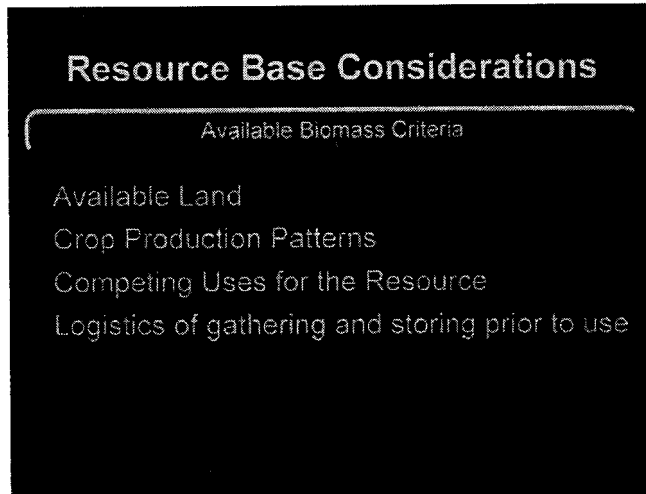 Resource Base Considerations
Available Biomass Criteria
Available Land
Crop Production Patterns
Competing Uses for the Resource
Logistics of gathering and storing prior to use